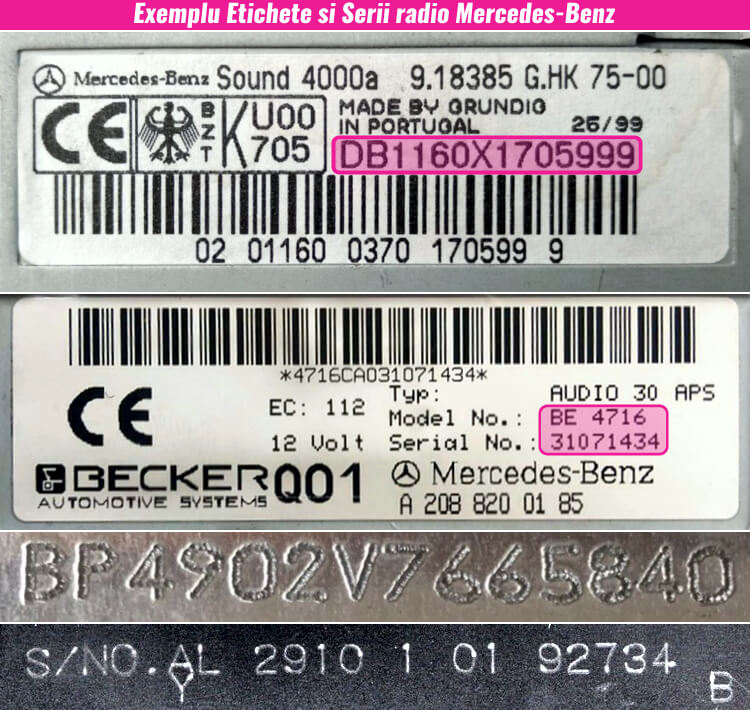 Exemplu Etichete si Serii radio Mercedes-Benz
Mercedes-Benz Sound 4000a 9.18385 G.HK 75-00
CE BZT K U00 705 MADE BY GRUNDIG
IN PORTUGAL 25/99
DB1160X1705999
02 01160 0370 170599 9
*4716CA031071434*
CE Typ: AUDIO 30 APS
EC: 112 Model No.: BE 4716
12 Volt Serial No.: 31071434
BECKER Q01 Mercedes-Benz
AUTOMOTIVE SYSTEMS A 208 820 01 85
BP4902V7665840
S/NO.AL 2910 1 01 92734
Y B